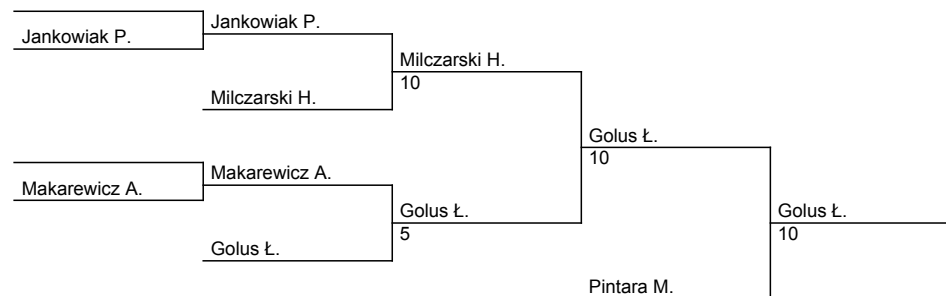 Jankowiak P.
Jankowiak P.
Milczarski H.
10
Milczarski H.
Golus Ł.
10
Makarewicz A.
Makarewicz A.
Golus Ł.
5
Golus Ł.
10
Golus Ł.
Pintara M.